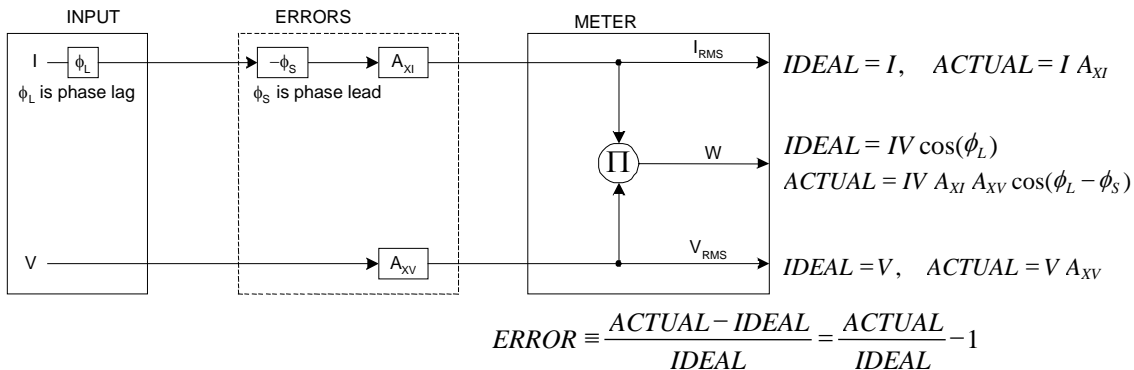 INPUT
ERRORS
METER
I
ϕL
−ϕS
AXI
IRMS
IDEAL = I, ACTUAL = I AXI
ϕL is phase lag
ϕS is phase lead
Π
W
IDEAL = IV cos(ϕL)
ACTUAL = IV AXI AXV cos(ϕL − ϕS)
V
AXV
VRMS
IDEAL = V, ACTUAL = V AXV
ERROR ≡ (ACTUAL − IDEAL) / IDEAL = ACTUAL / IDEAL − 1